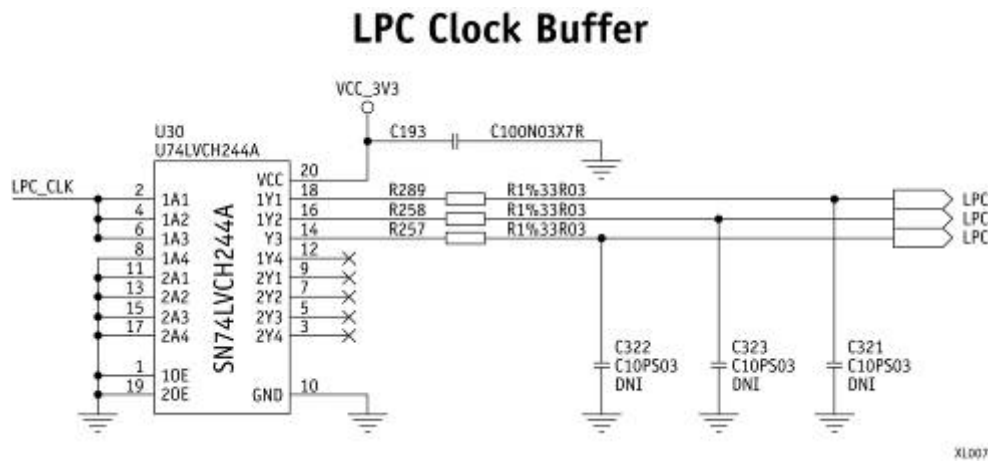 LPC Clock Buffer
VCC_3V3
C193 C100N03X7R
U30
U74LVCH244A
LPC_CLK
SN74LVCH244A
2 1A1
4 1A2
6 1A3
8 1A4
11 2A1
13 2A2
15 2A3
17 2A4
1 1OE
19 2OE
VCC 20
1Y1 18
1Y2 16
Y3 14
1Y4 12
2Y1 9
2Y2 7
2Y3 5
2Y4 3
GND 10
R289 R1%33R03 LPC
R258 R1%33R03 LPC
R257 R1%33R03 LPC
C322
C10PS03
DNI
C323
C10PS03
DNI
C321
C10PS03
DNI
XL007